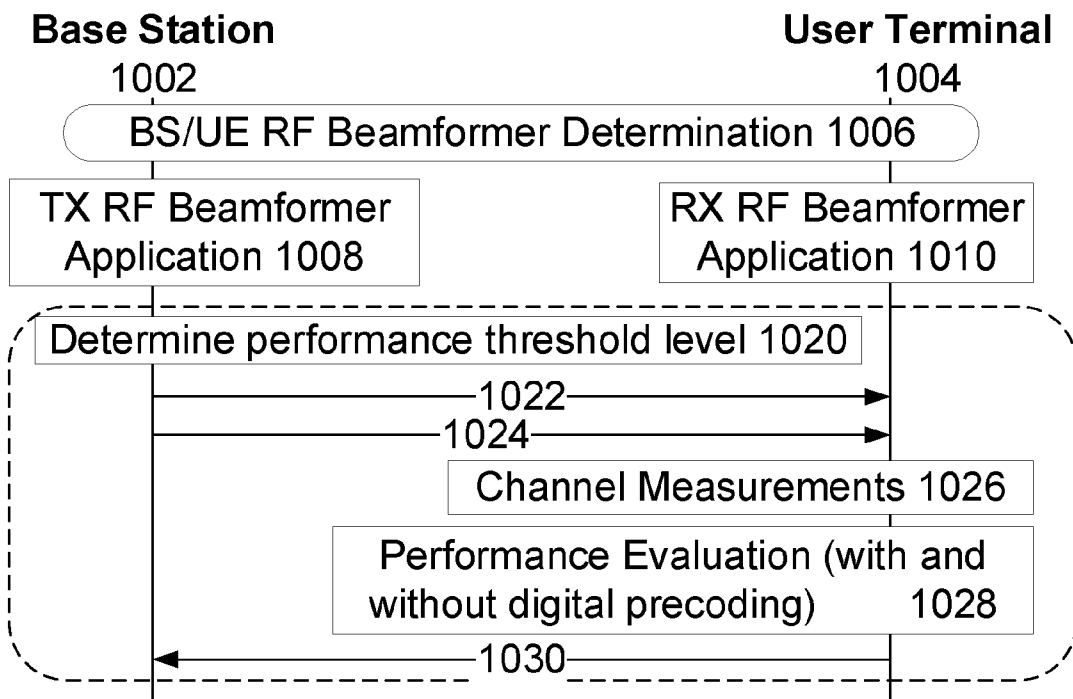 Base Station
User Terminal
1002
1004
BS/UE RF Beamformer Determination 1006
TX RF Beamformer
Application 1008
RX RF Beamformer
Application 1010
Determine performance threshold level 1020
1022
1024
Channel Measurements 1026
Performance Evaluation (with and
without digital precoding) 1028
1030